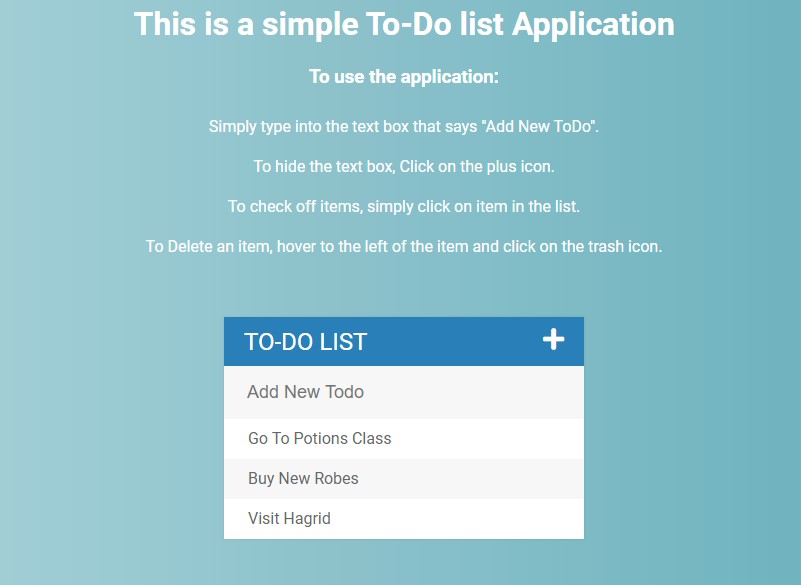 This is a simple To-Do list Application
To use the application:
Simply type into the text box that says "Add New ToDo".
To hide the text box, Click on the plus icon.
To check off items, simply click on item in the list.
To Delete an item, hover to the left of the item and click on the trash icon.
TO-DO LIST
Add New Todo
Go To Potions Class
Buy New Robes
Visit Hagrid